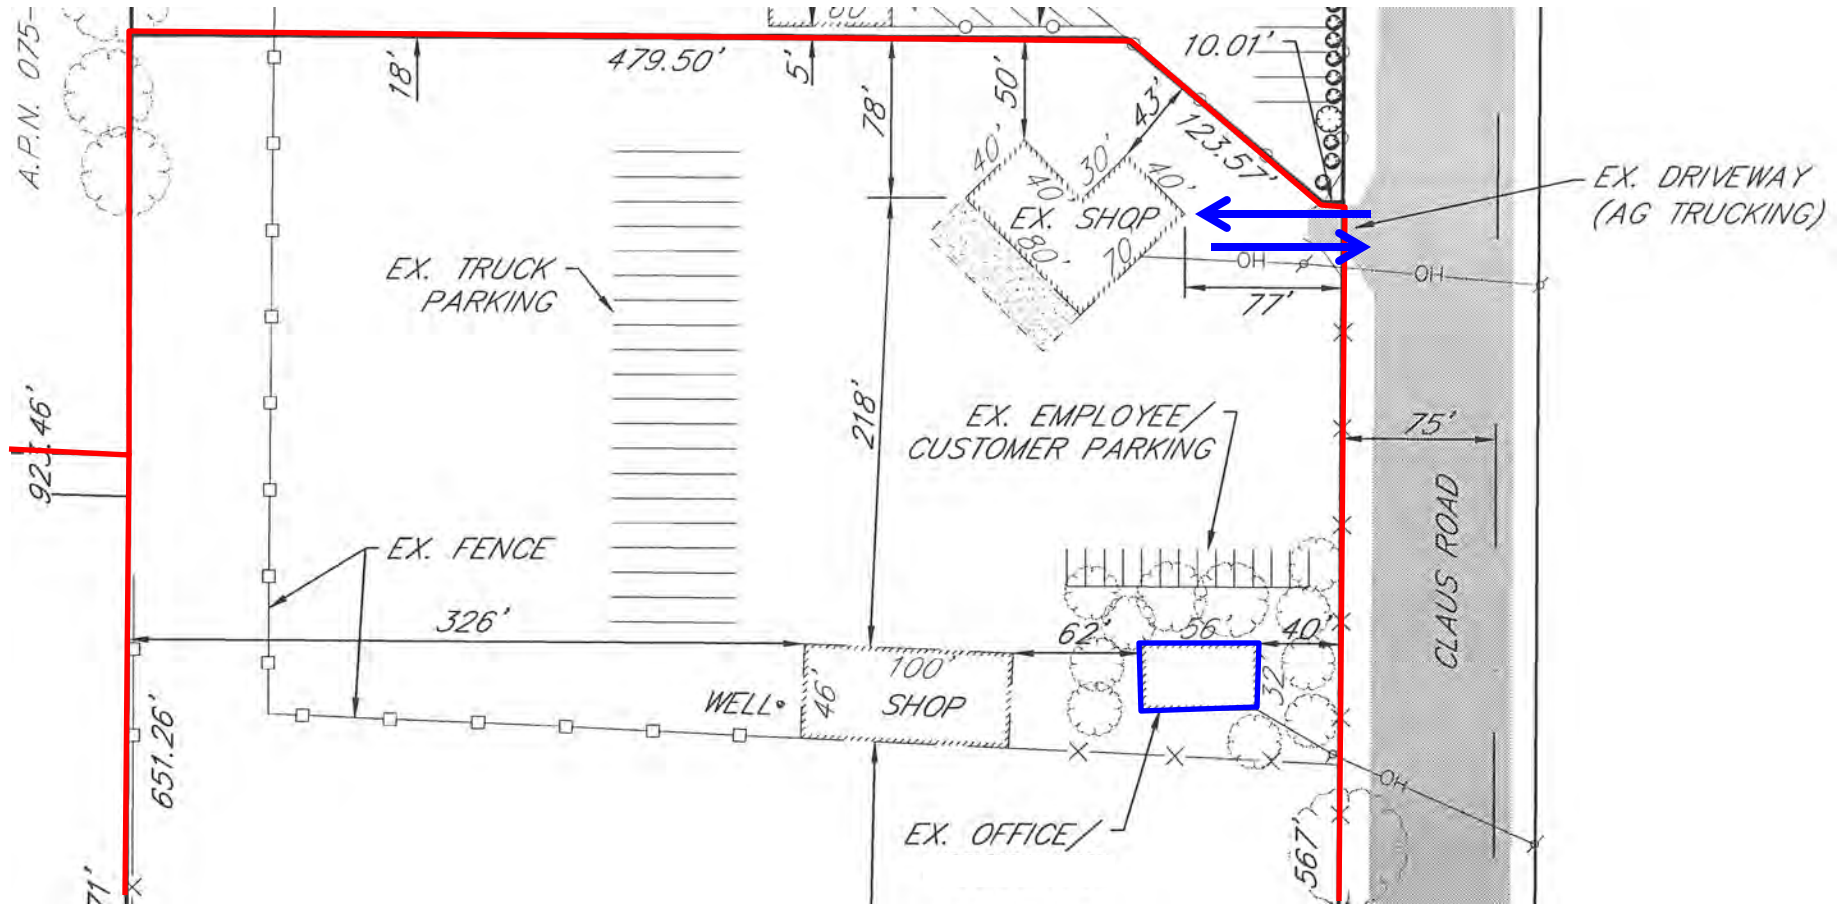 60'
A.P.N. 075-
18'
479.50'
5'
78'
50'
43'
10.01'
123.57'
40'
40'
30'
40'
EX. SHOP
80'
70
EX. DRIVEWAY
(AG TRUCKING)
OH
OH
77'
EX. TRUCK
PARKING
218'
923.46'
EX. EMPLOYEE/
CUSTOMER PARKING
75'
CLAUS ROAD
EX. FENCE
326'
62'
56'
40'
32'
100'
46'
SHOP
WELL
651.26'
OH
EX. OFFICE/
567'
71'